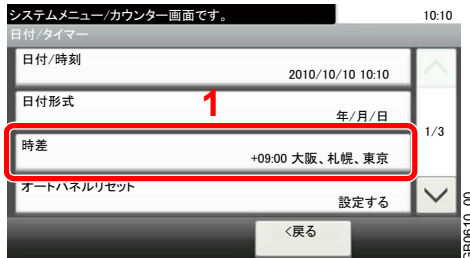 システムメニュー/カウンター画面です。 10:10
日付/タイマー
日付/時刻
2010/10/10 10:10
日付形式
1
年/月/日
1/3
時差
+09:00 大阪、札幌、東京
オートパネルリセット
設定する
<戻る
GB0610_00